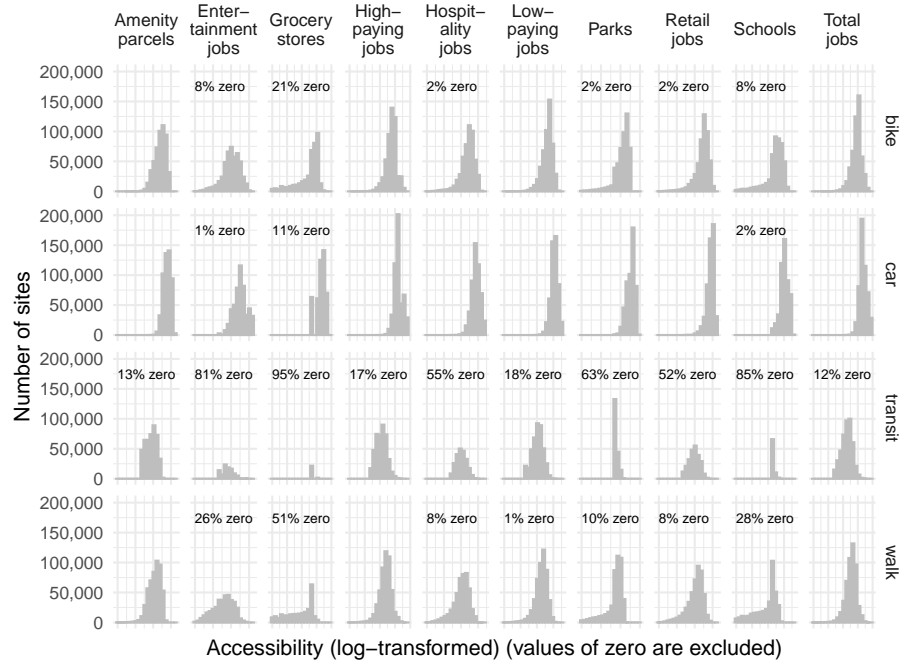 Amenity parcels
Enter−tainment jobs
Grocery stores
High−paying jobs
Hospit−ality jobs
Low−paying jobs
Parks
Retail jobs
Schools
Total jobs
Number of sites
200,000
150,000
100,000
50,000
0
8% zero
21% zero
2% zero
2% zero
2% zero
8% zero
bike
200,000
150,000
100,000
50,000
0
1% zero
11% zero
2% zero
car
200,000
150,000
100,000
50,000
0
13% zero
81% zero
95% zero
17% zero
55% zero
18% zero
63% zero
52% zero
85% zero
12% zero
transit
200,000
150,000
100,000
50,000
0
26% zero
51% zero
8% zero
1% zero
10% zero
8% zero
28% zero
walk
Accessibility (log−transformed) (values of zero are excluded)